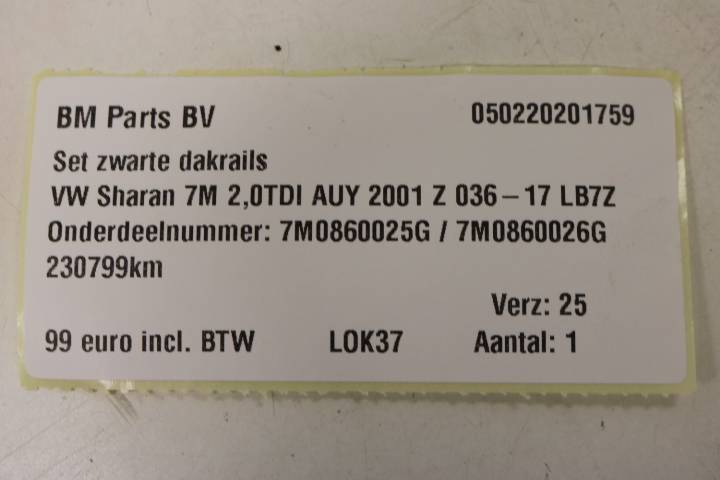 BM Parts BV 050220201759
Set zwarte dakrails
VW Sharan 7M 2,0TDI AUY 2001 Z 036-17 LB7Z
Onderdeelnummer: 7M0860025G / 7M0860026G
230799km
Verz: 25
99 euro incl. BTW LOK37 Aantal: 1